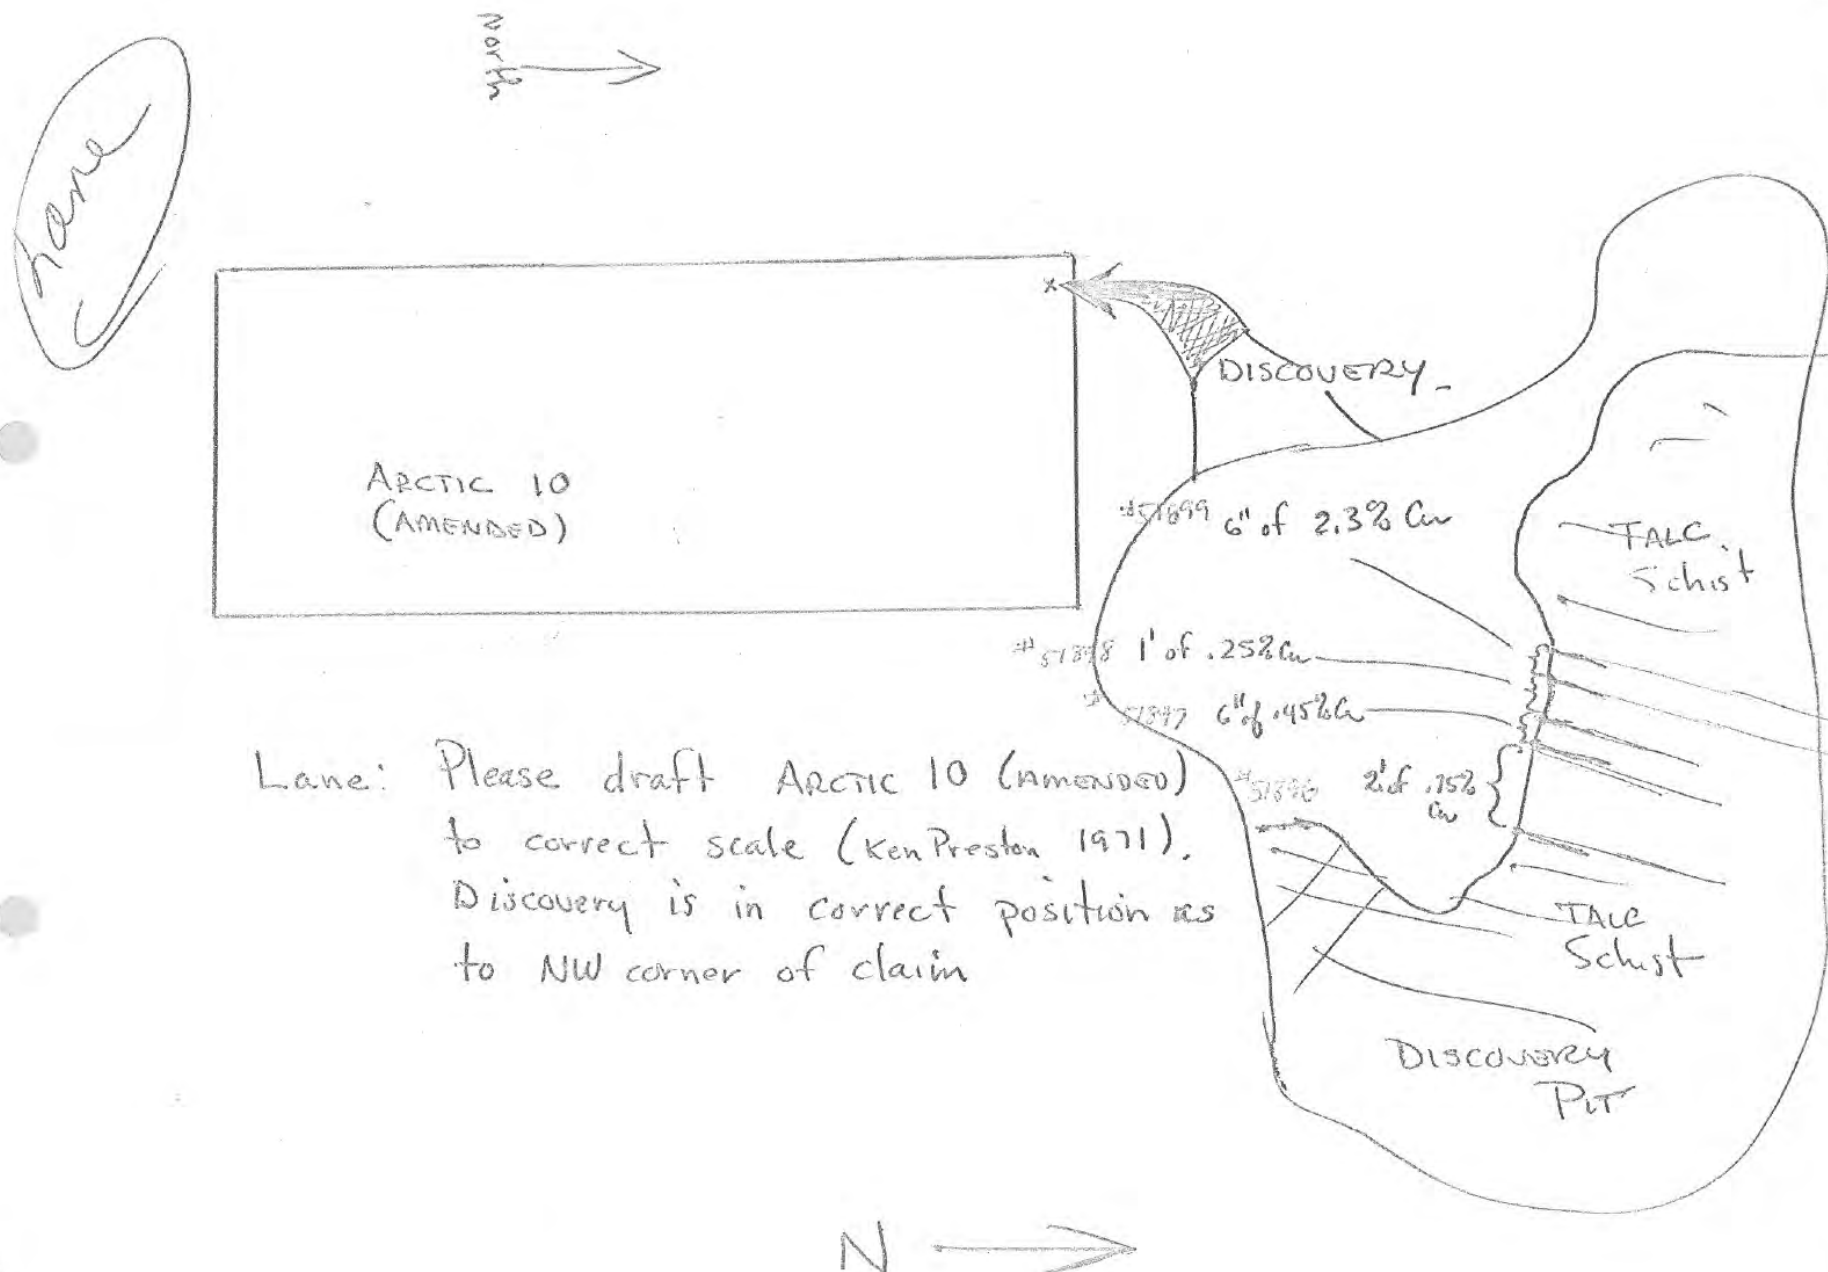 North
Lane
DISCOVERY
ARCTIC 10
(AMENDED)
6" of 2.3% Cu
TALC
Schist
1' of .25% Cu
6" of .45% Cu
#51896 2' of .75%
Cu
Lane: Please draft ARCTIC 10 (AMENDED)
to correct scale (Ken Preston 1971).
Discovery is in correct position as
to NW corner of claim
TALC
Schist
DISCOVERY
PIT
N